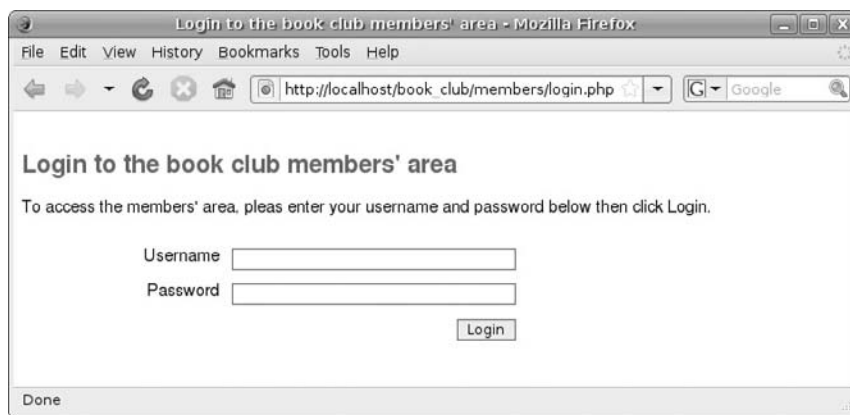 Login to the book club members' area - Mozilla Firefox
File Edit View History Bookmarks Tools Help
http://localhost/book_club/members/login.php G Google
Login to the book club members' area
To access the members' area, pleas enter your username and password below then click Login.
Username
Password
Login
Done